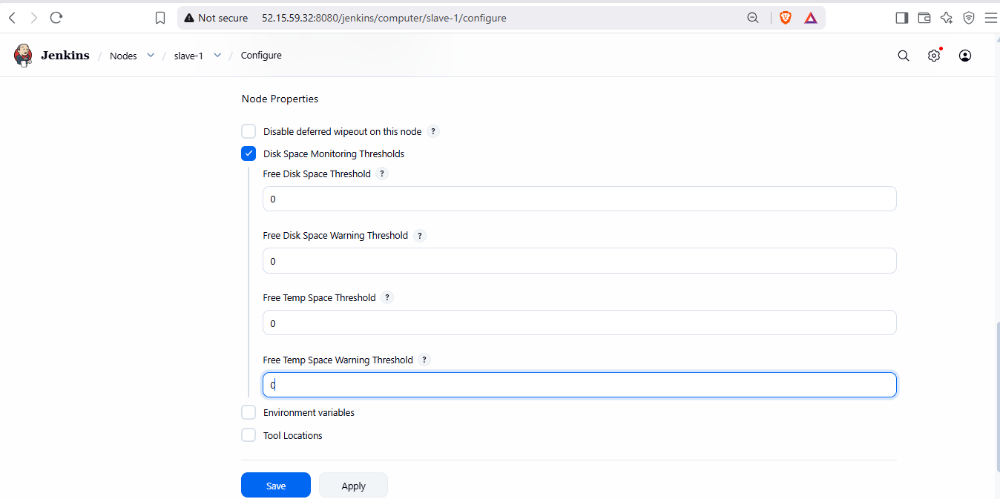 Not secure 52.15.59.32:8080/jenkins/computer/slave-1/configure
Jenkins / Nodes / slave-1 / Configure
Node Properties
Disable deferred wipeout on this node ?
Disk Space Monitoring Thresholds
Free Disk Space Threshold ?
0
Free Disk Space Warning Threshold ?
0
Free Temp Space Threshold ?
0
Free Temp Space Warning Threshold ?
0
Environment variables
Tool Locations
Save Apply